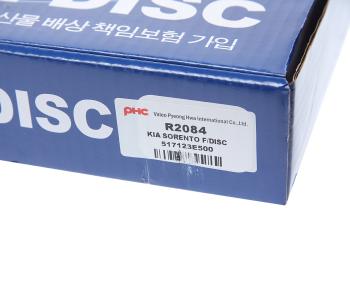 DISC
산물 배상 책임보험 가입
DISC
PHC
Valeo Pyeong Hwa International Co.,Ltd.
R2084
KIA SORENTO F/DISC
517123E500